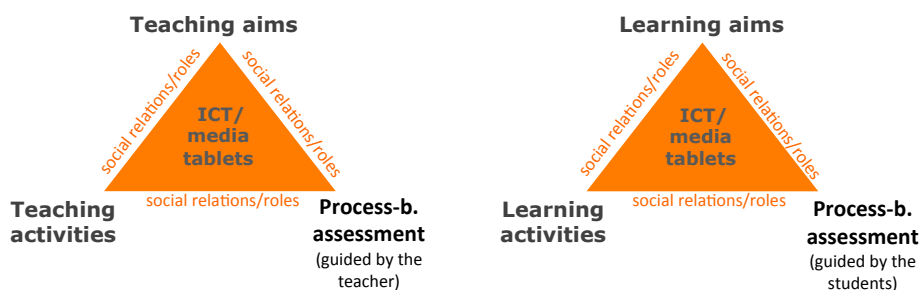 Teaching aims
social relations/roles
social relations/roles
ICT/
media
tablets
social relations/roles
Teaching
activities
Process-b.
assessment
(guided by the
teacher)
Learning aims
social relations/roles
social relations/roles
ICT/
media
tablets
social relations/roles
Learning
activities
Process-b.
assessment
(guided by the
students)